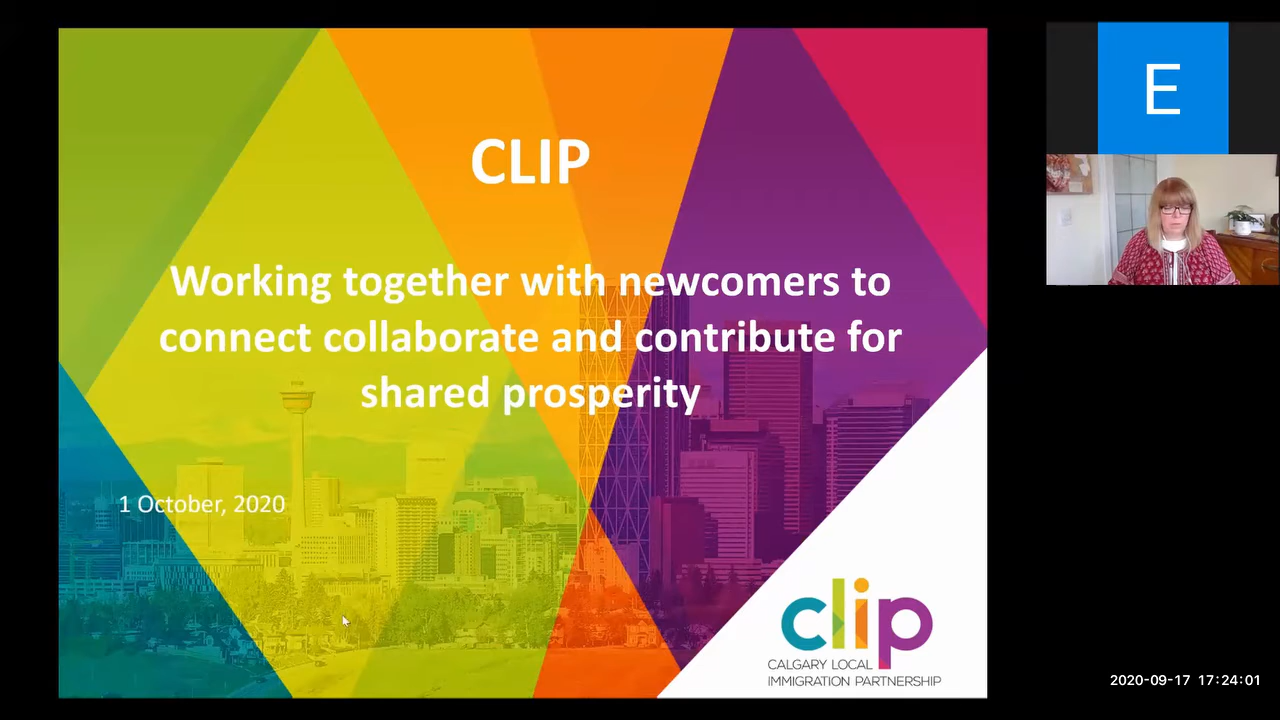 CLIP
Working together with newcomers to
connect collaborate and contribute for
shared prosperity
1 October, 2020
clip
CALGARY LOCAL
IMMIGRATION PARTNERSHIP
E
2020-09-17 17:24:01